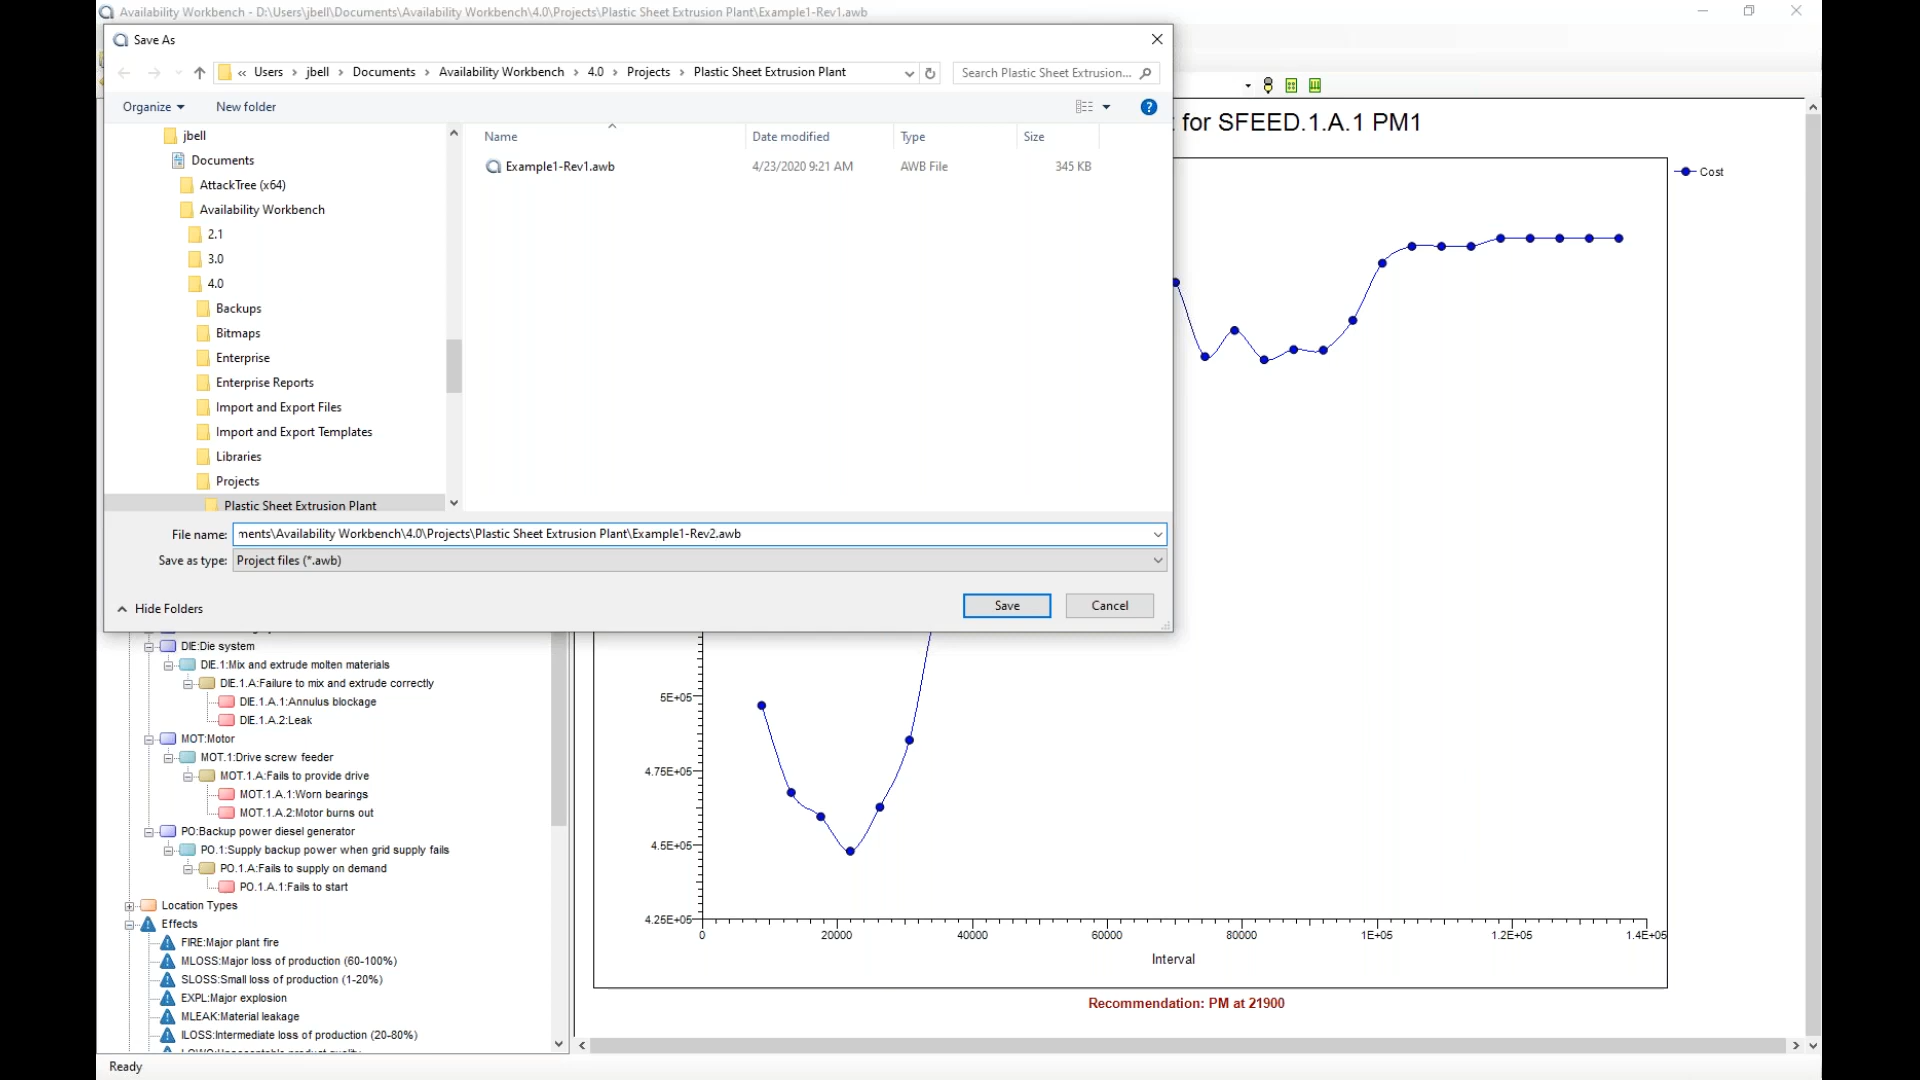 Availability Workbench - D:\Users\jbell\Documents\Availability Workbench\4.0\Projects\Plastic Sheet Extrusion Plant\Example1-Rev1.awb
Save As
« Users › jbell › Documents › Availability Workbench › 4.0 › Projects › Plastic Sheet Extrusion Plant
Search Plastic Sheet Extrusion...
Organize
New folder
jbell
Documents
AttackTree (x64)
Availability Workbench
2.1
3.0
4.0
Backups
Bitmaps
Enterprise
Enterprise Reports
Import and Export Files
Import and Export Templates
Libraries
Projects
Plastic Sheet Extrusion Plant
Name Date modified Type Size
Example1-Rev1.awb 4/23/2020 9:21 AM AWB File 345 KB
File name: ments\Availability Workbench\4.0\Projects\Plastic Sheet Extrusion Plant\Example1-Rev2.awb
Save as type: Project files (*.awb)
Hide Folders
Save
Cancel
for SFEED.1.A.1 PM1
Cost
DIE:Die system
DIE.1:Mix and extrude molten materials
DIE.1.A:Failure to mix and extrude correctly
DIE.1.A.1:Annulus blockage
DIE.1.A.2:Leak
MOT:Motor
MOT.1:Drive screw feeder
MOT.1.A:Fails to provide drive
MOT.1.A.1:Worn bearings
MOT.1.A.2:Motor burns out
PO:Backup power diesel generator
PO.1:Supply backup power when grid supply fails
PO.1.A:Fails to supply on demand
PO.1.A.1:Fails to start
Location Types
Effects
FIRE:Major plant fire
MLOSS:Major loss of production (60-100%)
SLOSS:Small loss of production (1-20%)
EXPL:Major explosion
MLEAK:Material leakage
ILOSS:Intermediate loss of production (20-80%)
5E+05
4.75E+05
4.5E+05
4.25E+05
0 20000 40000 60000 80000 1E+05 1.2E+05 1.4E+05
Interval
Recommendation: PM at 21900
Ready